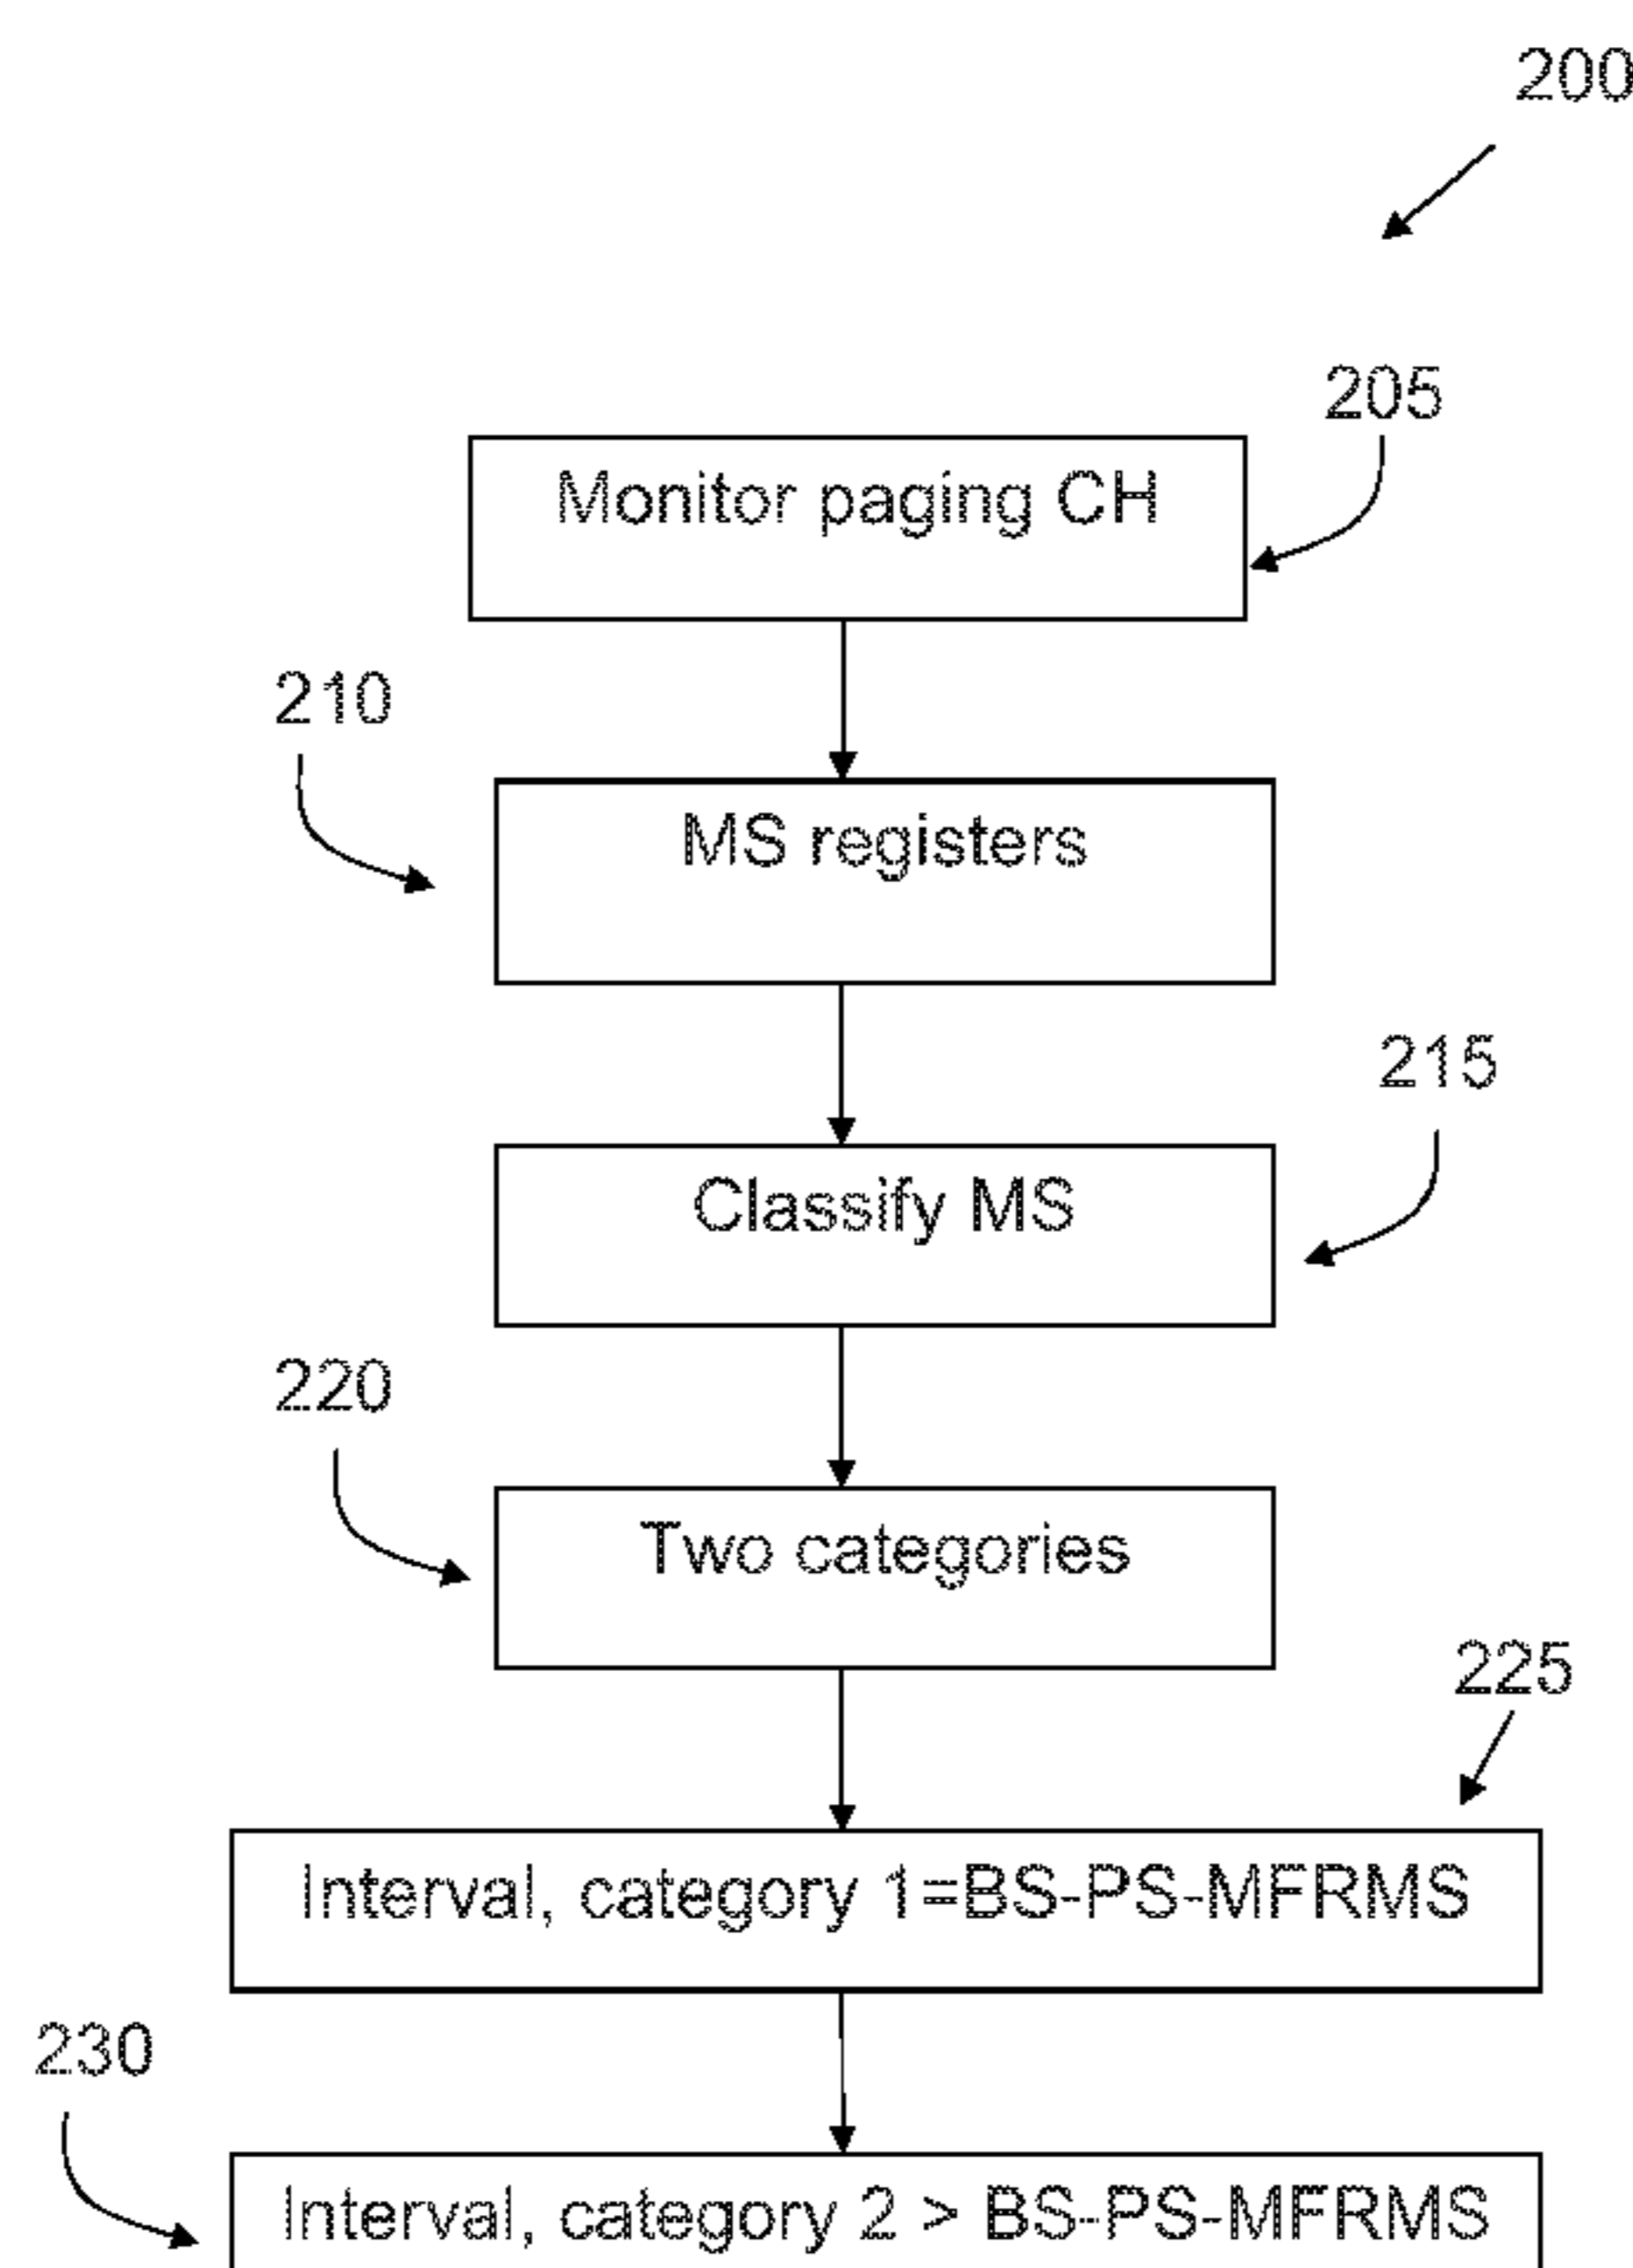 200
205
Monitor paging CH
210
MS registers
215
Classify MS
220
Two categories
225
Interval, category 1=BS-PS-MFRMS
230
Interval, category 2 > BS-PS-MFRMS